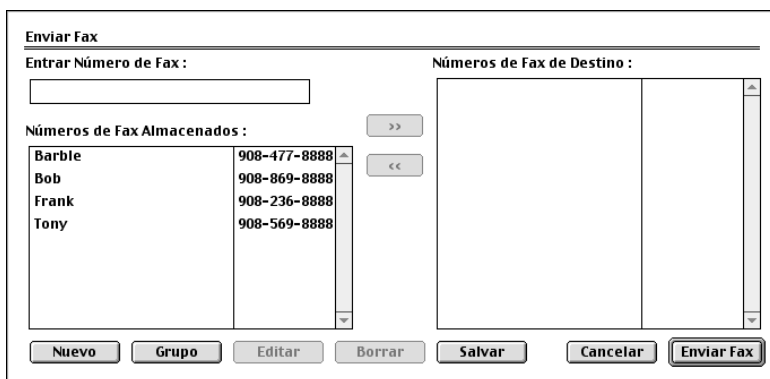 Enviar Fax
Entrar Número de Fax :
Números de Fax de Destino :
>>
Números de Fax Almacenados :
<<
Barble 908-477-8888
Bob 908-869-8888
Frank 908-236-8888
Tony 908-569-8888
Nuevo Grupo Editar Borrar Salvar Cancelar Enviar Fax